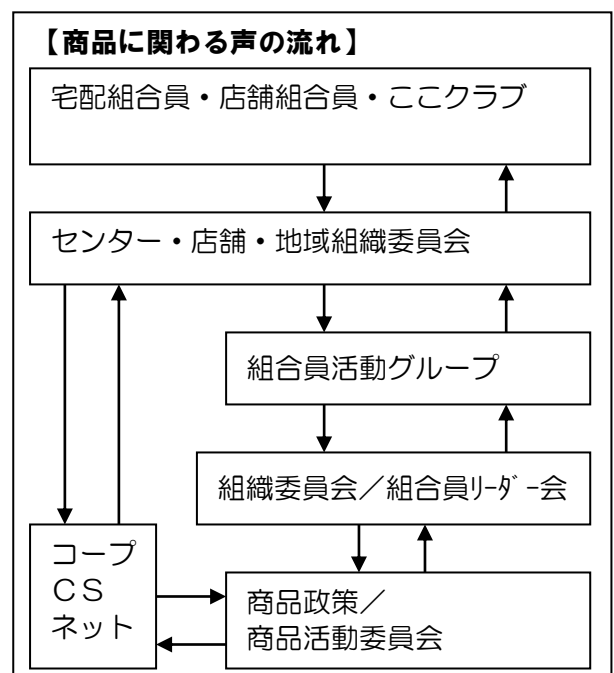 【商品に関わる声の流れ】
宅配組合員・店舗組合員・ここクラブ
センター・店舗・地域組織委員会
組合員活動グループ
組織委員会／組合員ﾘｰﾀﾞｰ会
コープ
ＣＳ
ネット
商品政策／
商品活動委員会